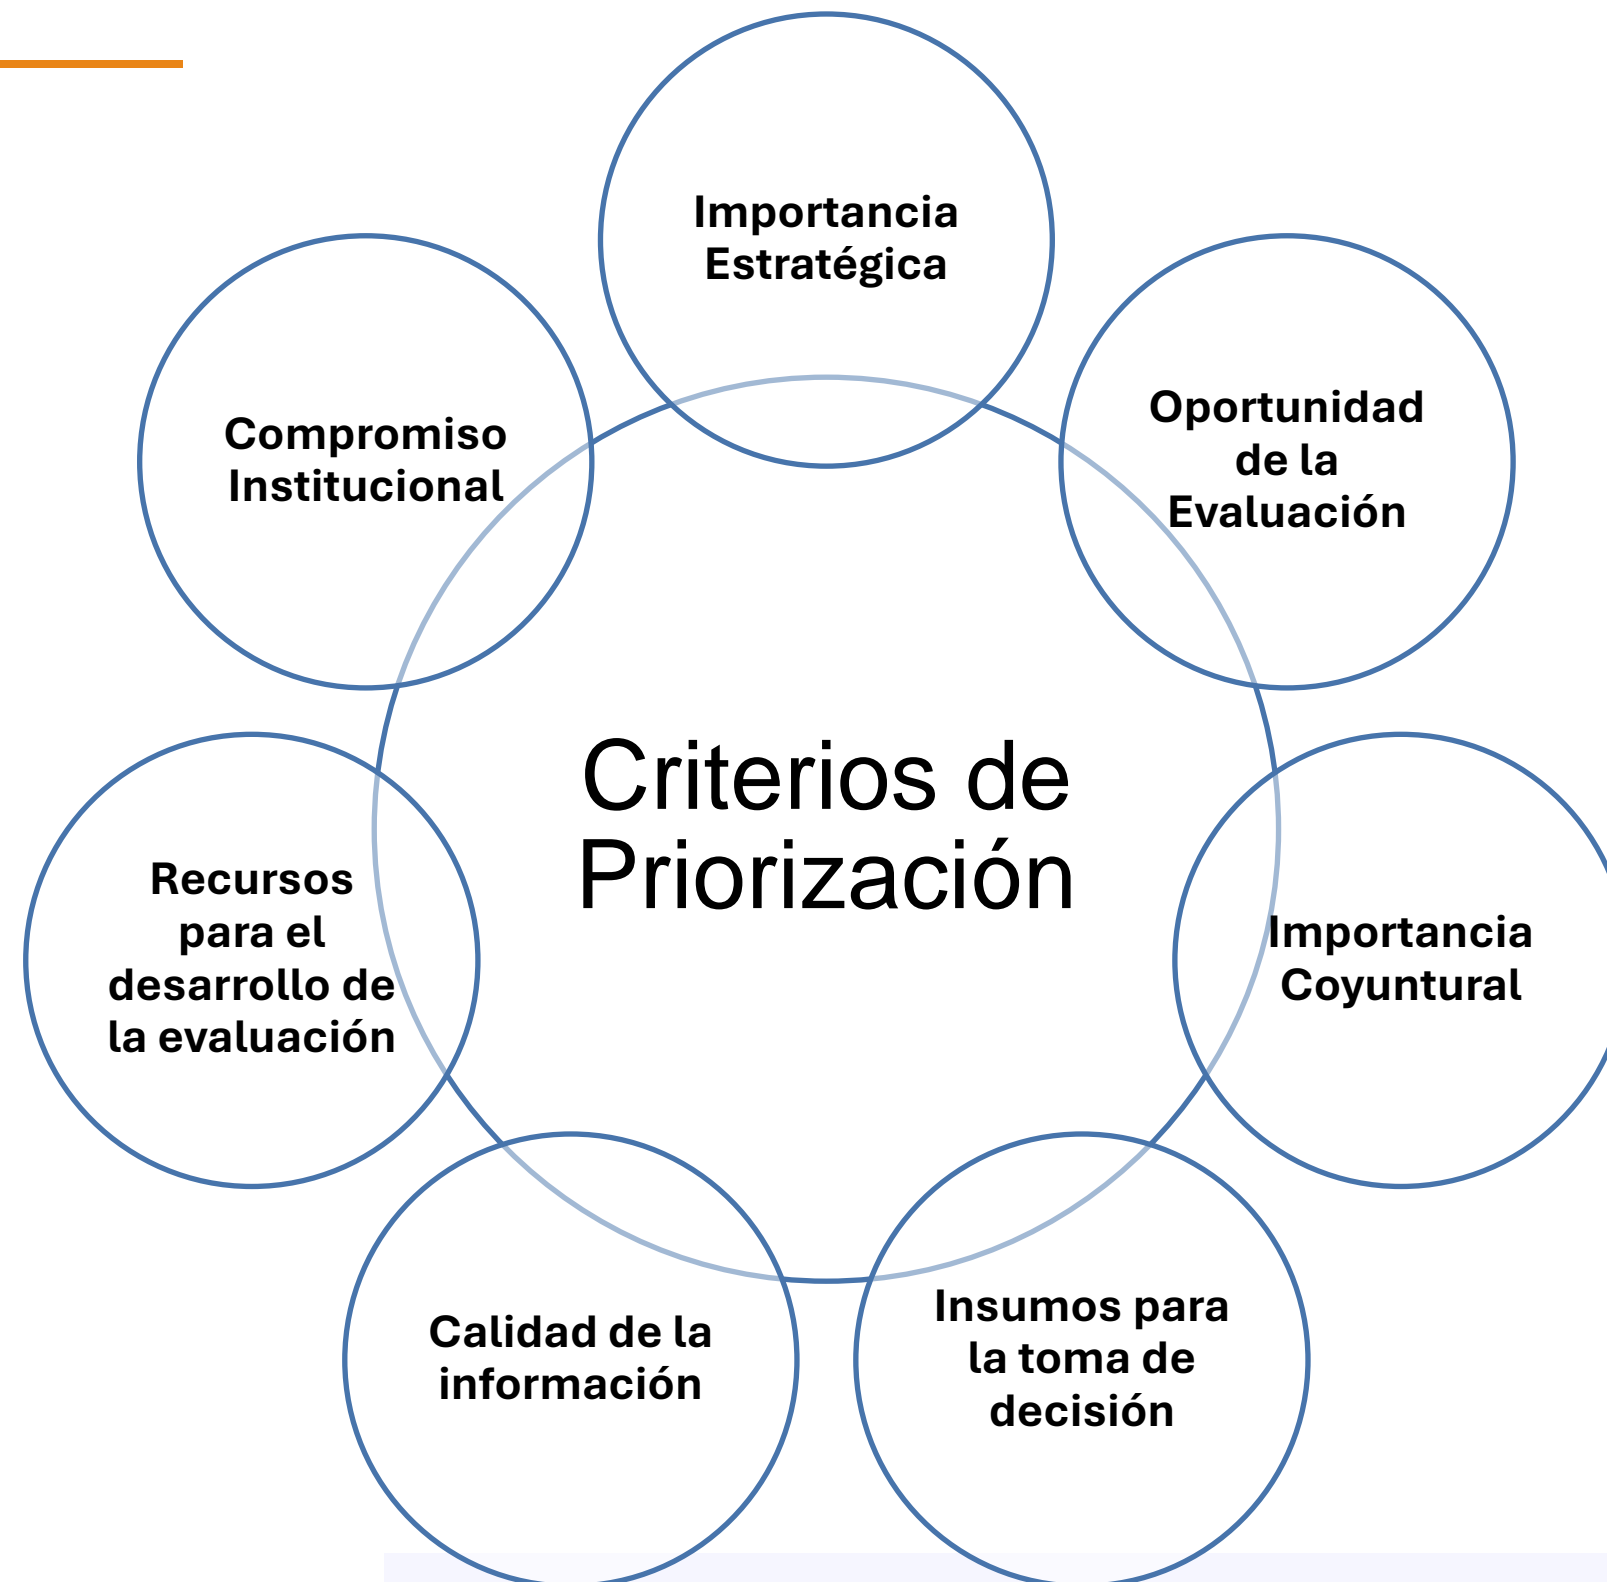 Importancia
Estratégica
Oportunidad
de la
Evaluación
Importancia
Coyuntural
Insumos para
la toma de
decisión
Calidad de la
información
Recursos
para el
desarrollo de
la evaluación
Compromiso
Institucional
Criterios de
Priorización